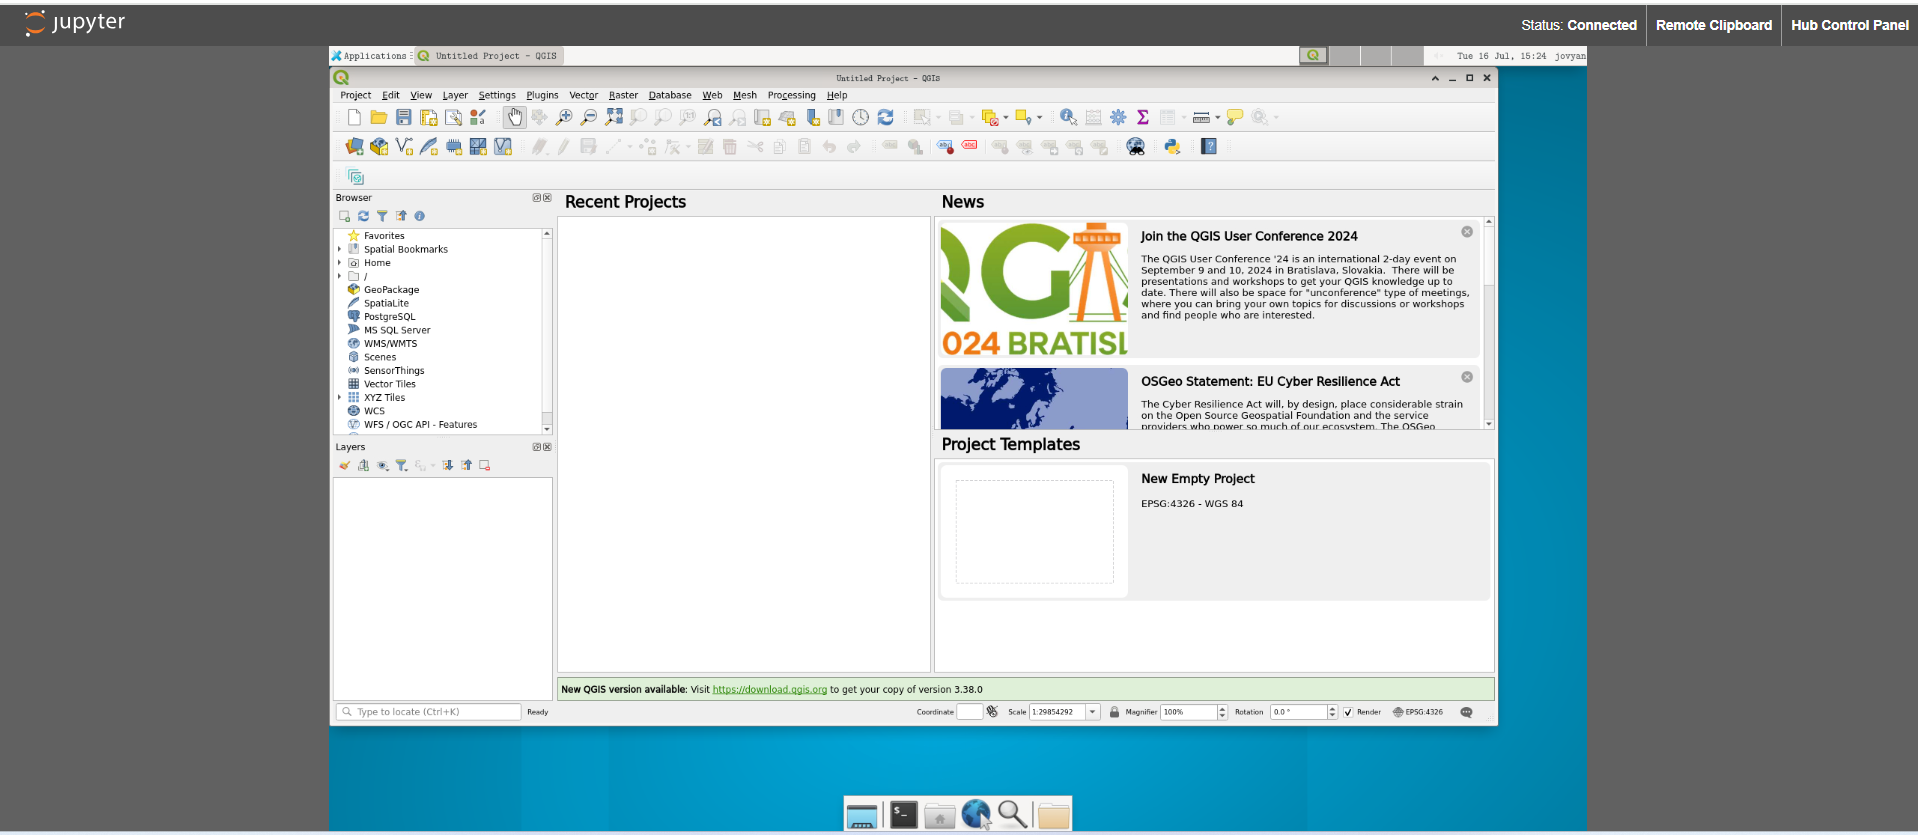 jupyter
Status: Connected
Remote Clipboard
Hub Control Panel
Applications
Untitled Project - QGIS
Tue 16 Jul, 15:24 jovyan
Untitled Project - QGIS
Project Edit View Layer Settings Plugins Vector Raster Database Web Mesh Processing Help
Browser
Favorites
Spatial Bookmarks
Home
/
GeoPackage
SpatiaLite
PostgreSQL
MS SQL Server
WMS/WMTS
Scenes
SensorThings
Vector Tiles
XYZ Tiles
WCS
WFS / OGC API - Features
Layers
Recent Projects
News
QG
024 BRATISL
Join the QGIS User Conference 2024
The QGIS User Conference '24 is an international 2-day event on
September 9 and 10, 2024 in Bratislava, Slovakia. There will be
presentations and workshops to get your QGIS knowledge up to
date. There will also be space for "unconference" type of meetings,
where you can bring your own topics for discussions or workshops
and find people who are interested.
OSGeo Statement: EU Cyber Resilience Act
The Cyber Resilience Act will, by design, place considerable strain
on the Open Source Geospatial Foundation and the service
providers who power so much of our ecosystem. The OSGeo
Project Templates
New Empty Project
EPSG:4326 - WGS 84
New QGIS version available: Visit https://download.qgis.org to get your copy of version 3.38.0
Type to locate (Ctrl+K)
Ready
Coordinate
Scale 1:29854292
Magnifier 100%
Rotation 0.0 °
Render
EPSG:4326